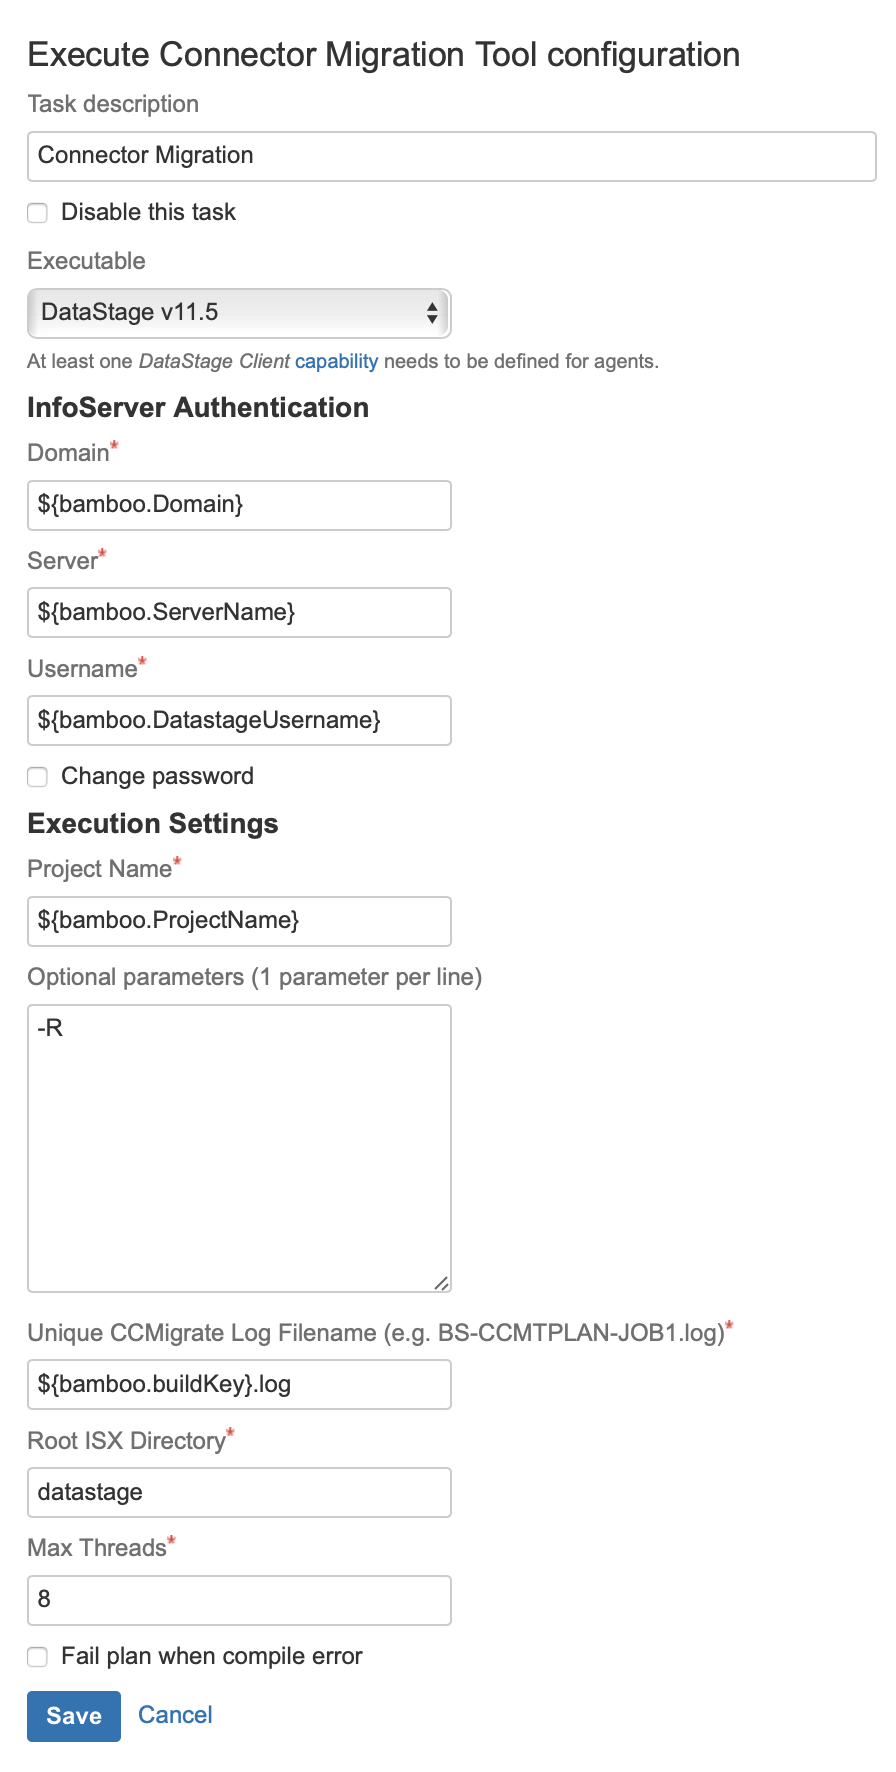 Execute Connector Migration Tool configuration
Task description
Connector Migration
Disable this task
Executable
DataStage v11.5
At least one DataStage Client capability needs to be defined for agents.
InfoServer Authentication
Domain*
${bamboo.Domain}
Server*
${bamboo.ServerName}
Username*
${bamboo.DatastageUsername}
Change password
Execution Settings
Project Name*
${bamboo.ProjectName}
Optional parameters (1 parameter per line)
-R
Unique CCMigrate Log Filename (e.g. BS-CCMTPLAN-JOB1.log)*
${bamboo.buildKey}.log
Root ISX Directory*
datastage
Max Threads*
8
Fail plan when compile error
Save Cancel